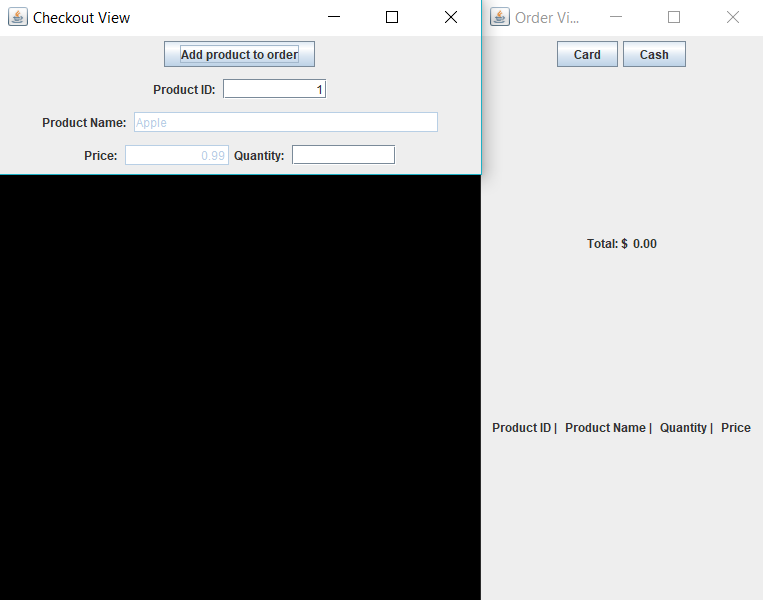 Checkout View
Add product to order
Product ID: 1
Product Name: Apple
Price: 0.99 Quantity:
Order Vi...
Card Cash
Total: $ 0.00
Product ID | Product Name | Quantity | Price